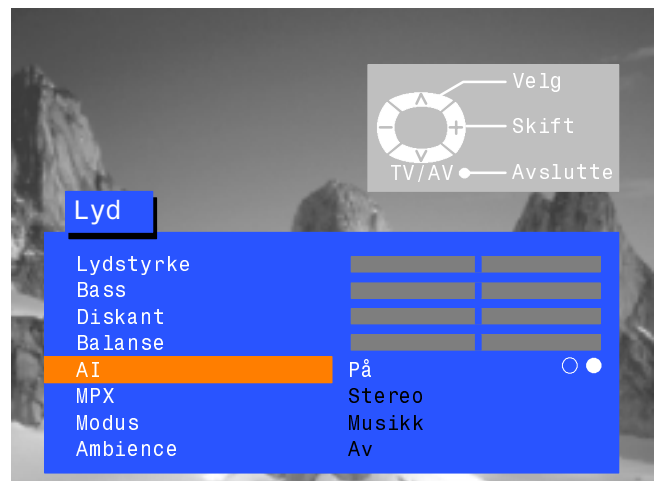 Velg
Skift
TV/AV Avslutte
Lyd
Lydstyrke
Bass
Diskant
Balanse
AI På
MPX Stereo
Modus Musikk
Ambience Av